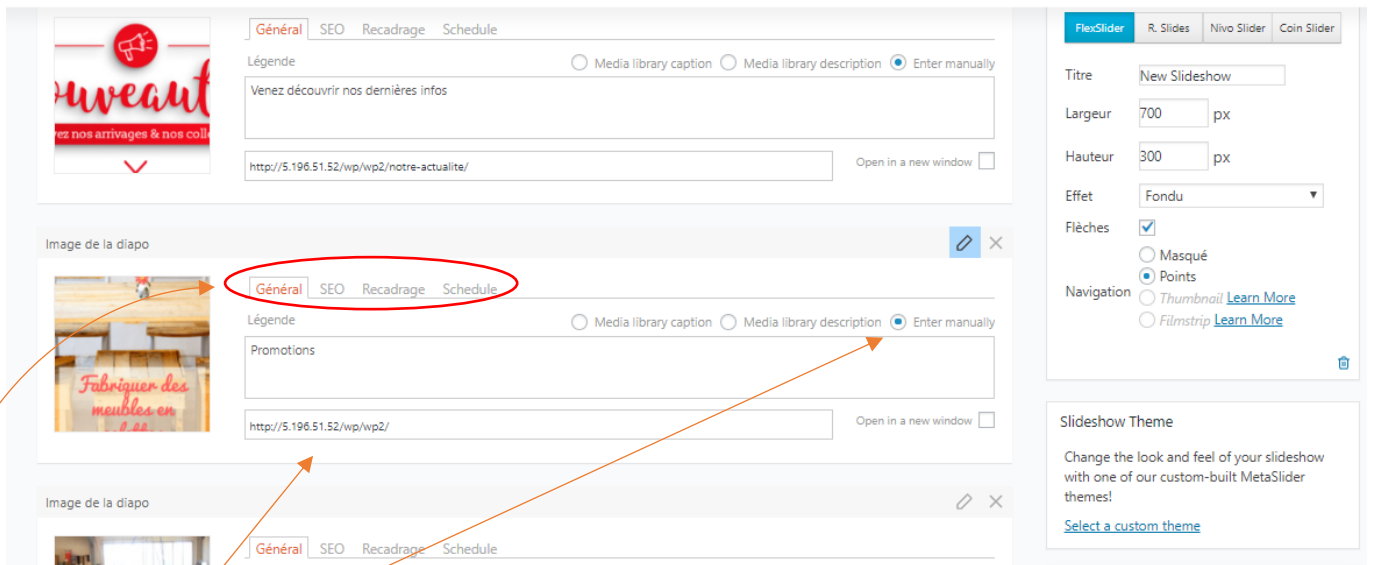 Général SEO Recadrage Schedule
Légende Media library caption Media library description Enter manually
Venez découvrir nos dernières infos
http://5.196.51.52/wp/wp2/notre-actualite/ Open in a new window
ez nos arrivages & nos coll
Image de la diapo
Général SEO Recadrage Schedule
Légende Media library caption Media library description Enter manually
Promotions
Fabriquer des
meubles en
http://5.196.51.52/wp/wp2/ Open in a new window
Image de la diapo
Général SEO Recadrage Schedule
FlexSlider R. Slides Nivo Slider Coin Slider
Titre New Slideshow
Largeur 700 px
Hauteur 300 px
Effet Fondu
Flèches
Masqué
Points
Navigation Thumbnail Learn More
Filmstrip Learn More
Slideshow Theme
Change the look and feel of your slideshow
with one of our custom-built MetaSlider
themes!
Select a custom theme